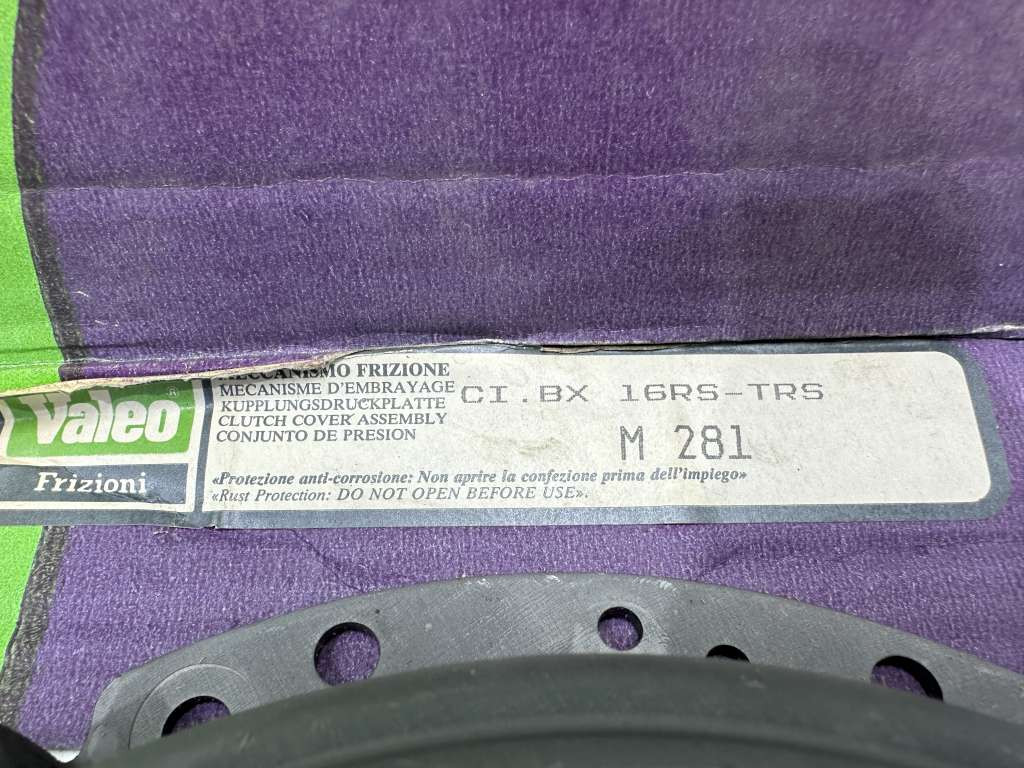 MECCANISMO FRIZIONE
MECANISME D'EMBRAYAGE
KUPPLUNGSDRUCKPLATTE
CLUTCH COVER ASSEMBLY
CONJUNTO DE PRESION
CI.BX 16RS-TRS
M 281
Valeo®
Frizioni
«Protezione anti-corrosione: Non aprire la confezione prima dell'impiego»
«Rust Protection: DO NOT OPEN BEFORE USE».